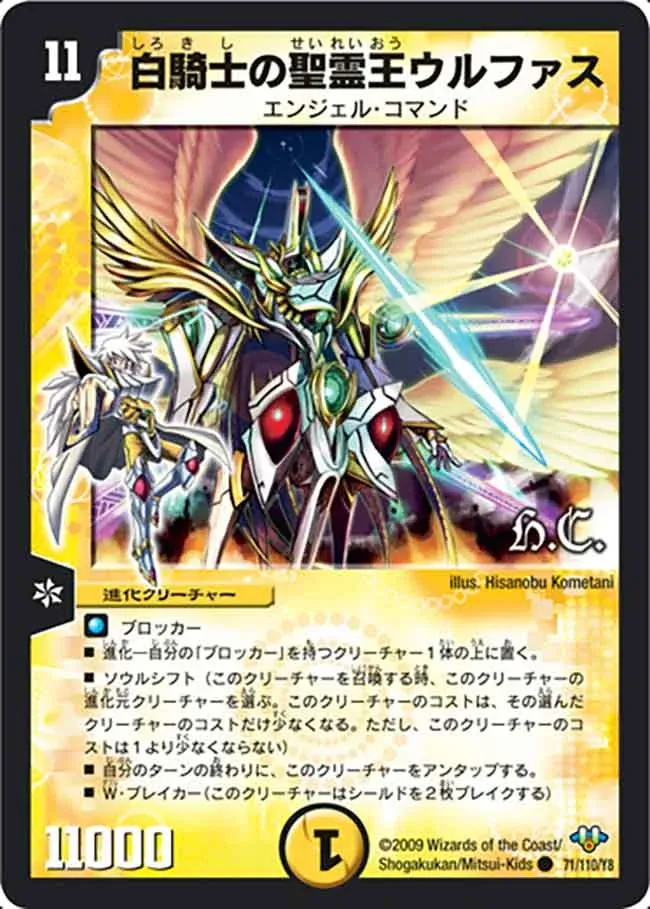 11
しろきしのせいれいおう
白騎士の聖霊王ウルファス
エンジェル・コマンド
H.C.
illus. Hisanobu Kometani
進化クリーチャー
ブロッカー
■ 進化―自分の「ブロッカー」を持つクリーチャー1体の上に置く。
■ ソウルシフト（このクリーチャーを召喚する時、このクリーチャーの
進化元クリーチャーを選ぶ。このクリーチャーのコストは、その選んだ
クリーチャーのコストだけ少なくなる。ただし、このクリーチャーのコ
ストは1より少なくならない）
■ 自分のターンの終わりに、このクリーチャーをアンタップする。
■ W・ブレイカー（このクリーチャーはシールドを2枚ブレイクする）
11000
1
©2009 Wizards of the Coast/
Shogakukan/Mitsui-Kids
71/110/Y8